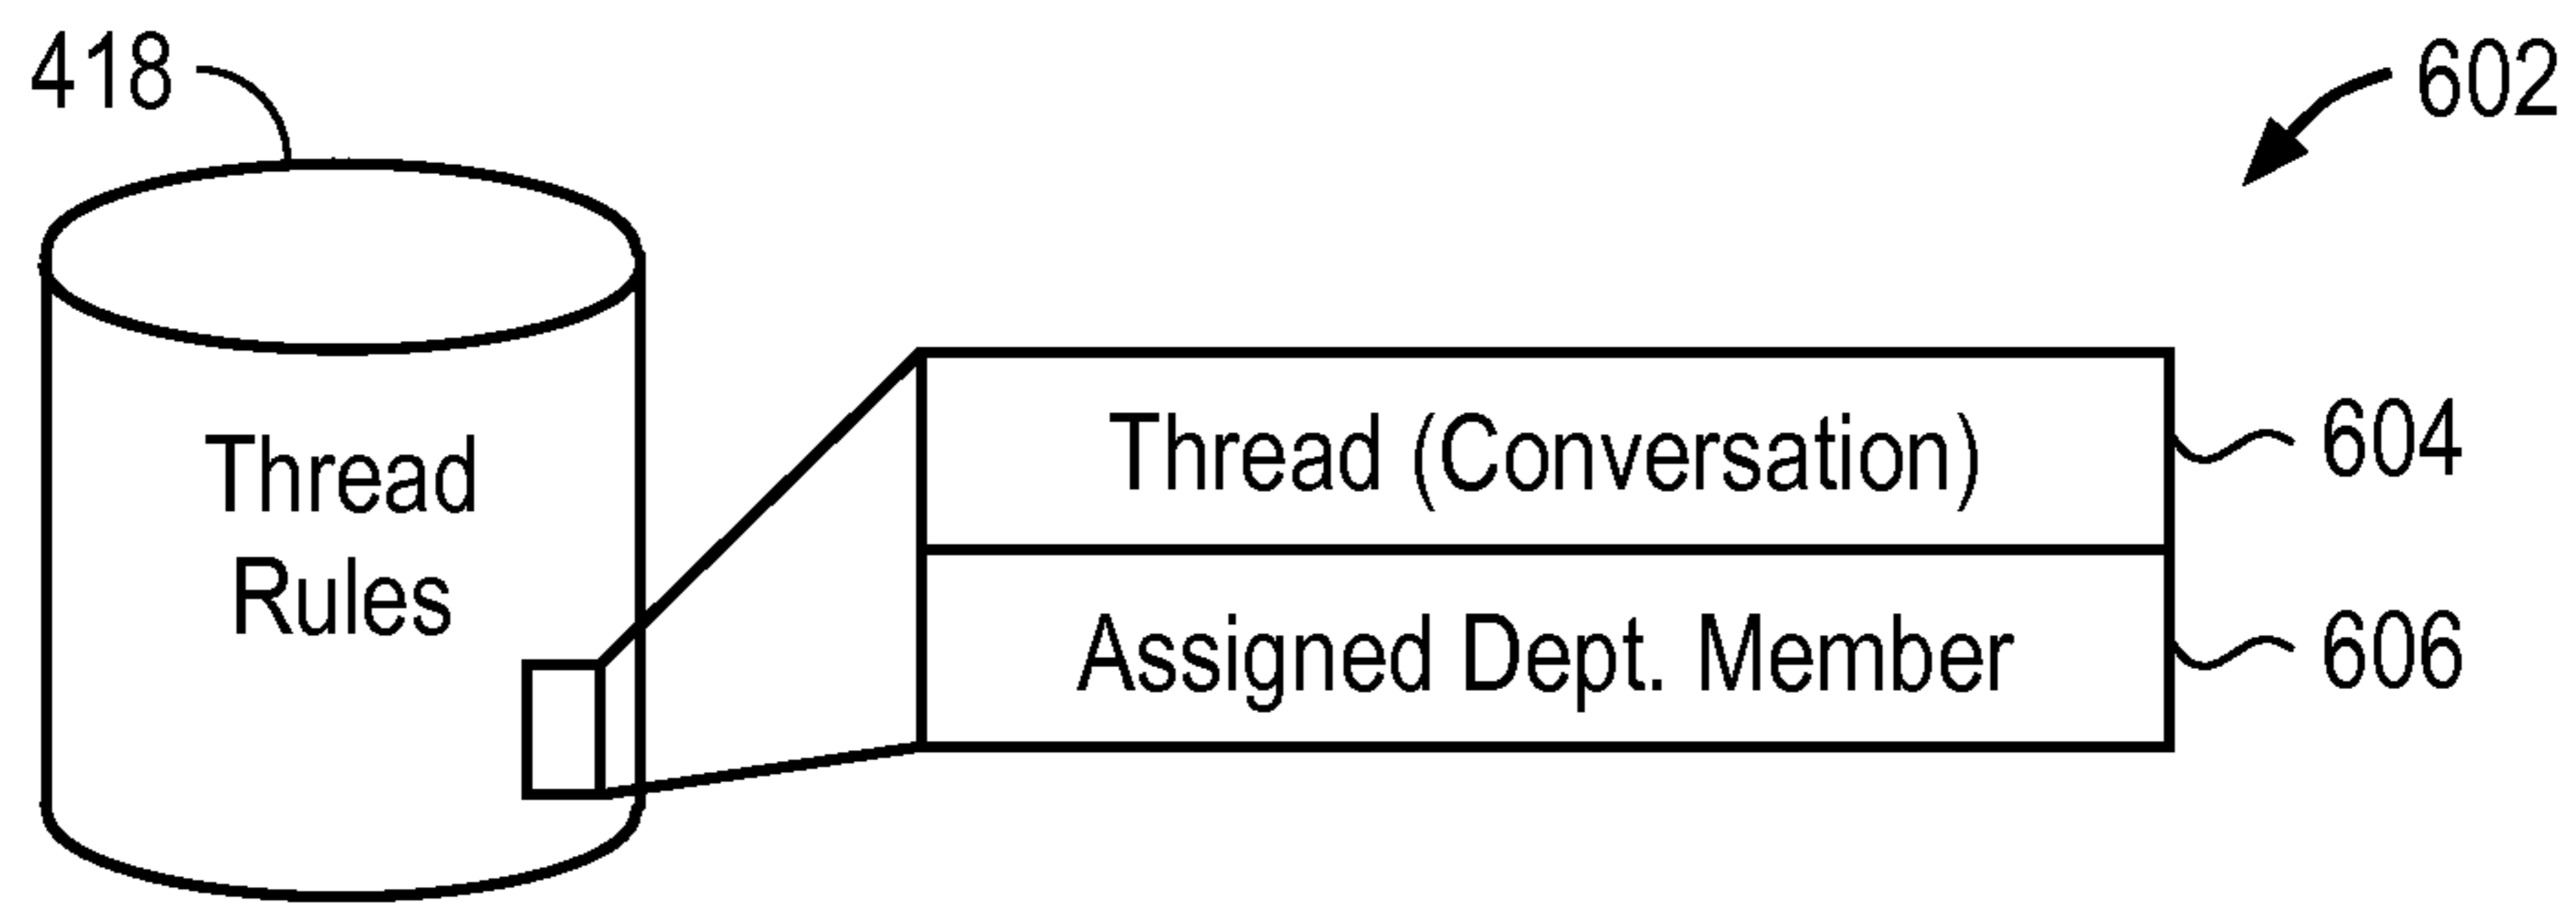 418
602
Thread (Conversation)
604
Thread
Rules
Assigned Dept. Member
606